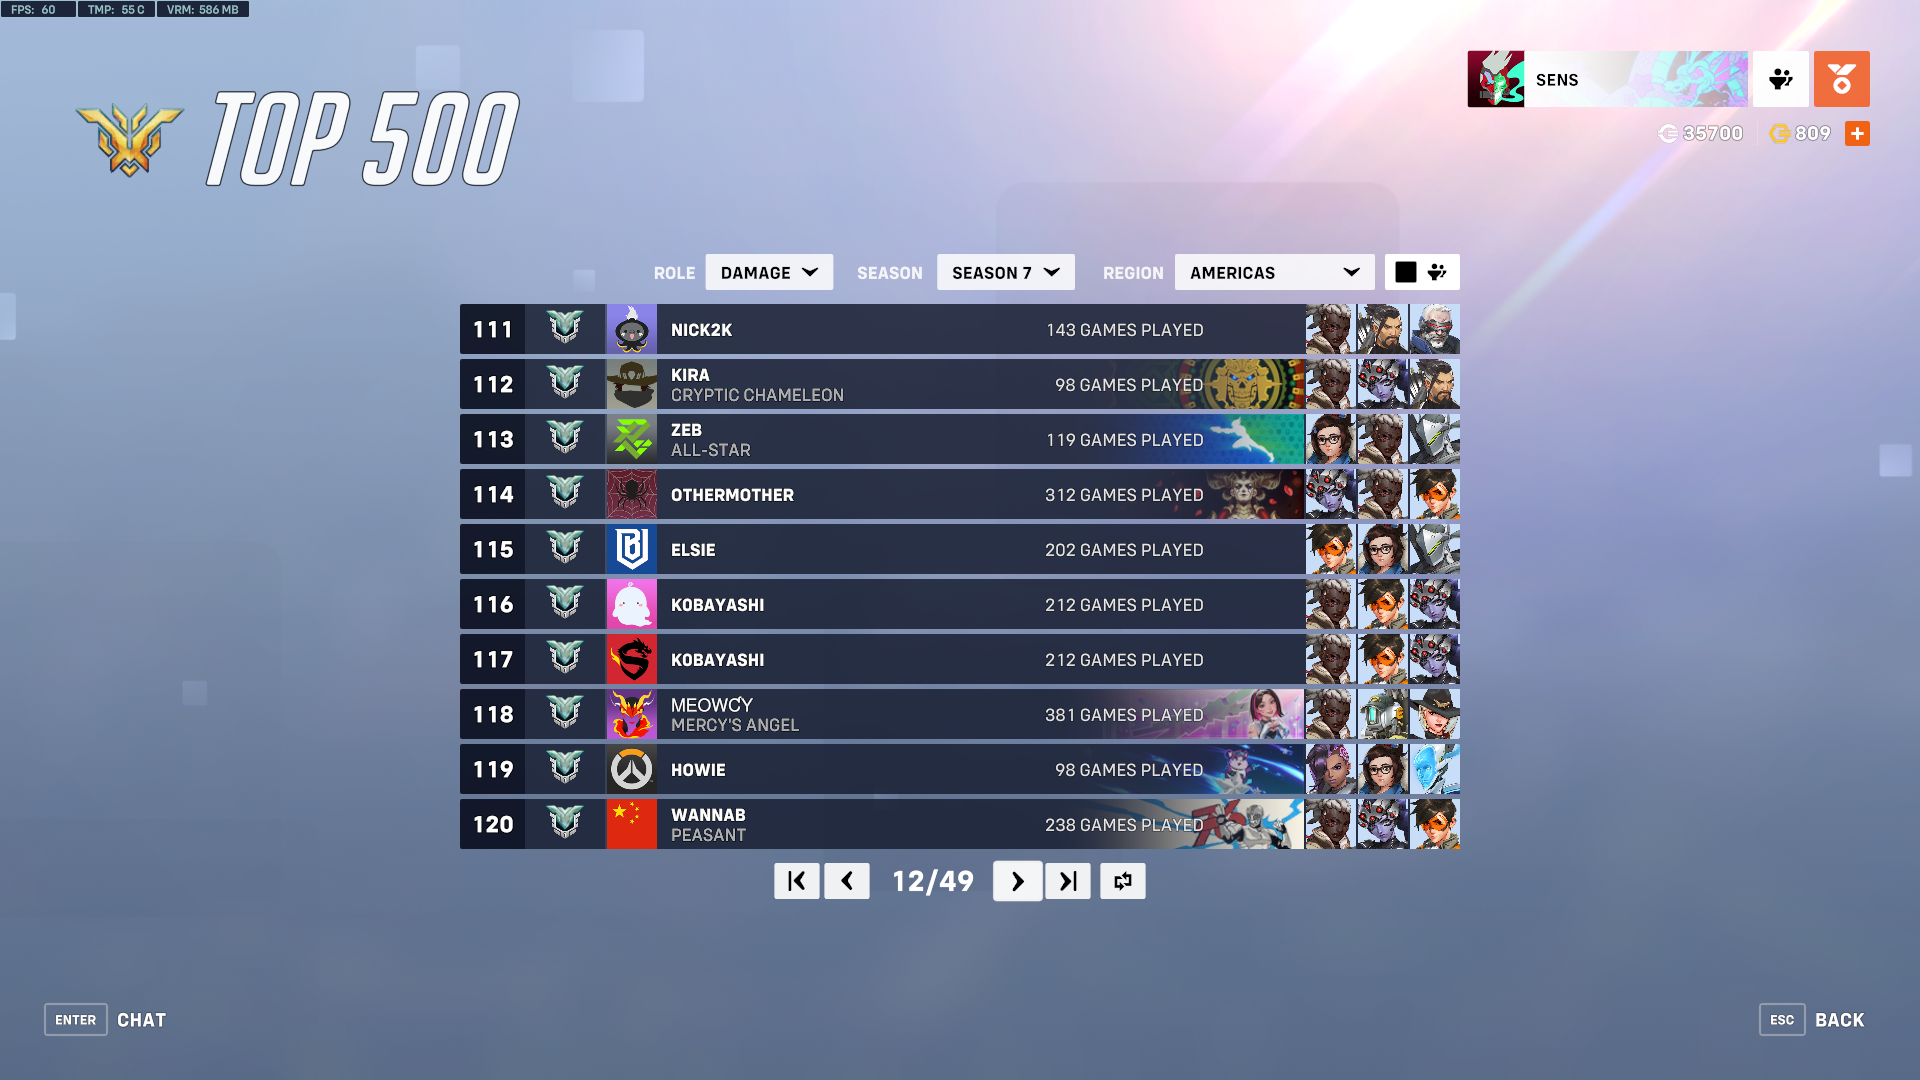 FPS: 60 TMP: 55 C VRM: 586 MB
TOP 500
SENS
35700 809
ROLE DAMAGE SEASON SEASON 7 REGION AMERICAS
111 NICK2K 143 GAMES PLAYED
112 KIRA 98 GAMES PLAYED
CRYPTIC CHAMELEON
113 ZEB 119 GAMES PLAYED
ALL-STAR
114 OTHERMOTHER 312 GAMES PLAYED
115 ELSIE 202 GAMES PLAYED
116 KOBAYASHI 212 GAMES PLAYED
117 KOBAYASHI 212 GAMES PLAYED
118 MEOWCY 381 GAMES PLAYED
MERCY'S ANGEL
119 HOWIE 98 GAMES PLAYED
120 WANNAB 238 GAMES PLAYED
PEASANT
12/49
ENTER CHAT
ESC BACK